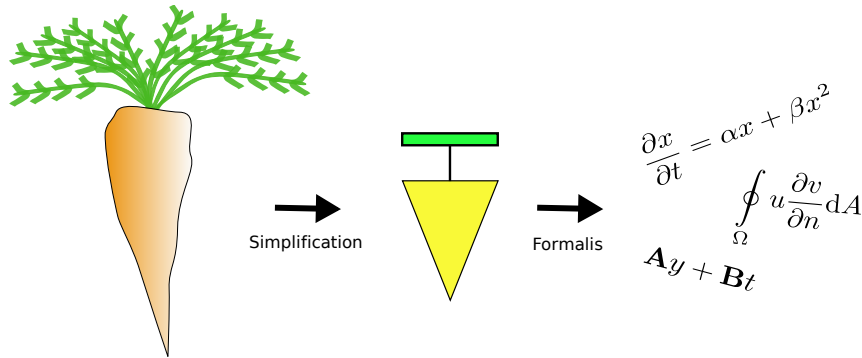 Simplification
Formalis
∂x/∂t = αx + βx²
∮_Ω u ∂v/∂n dA
𝐀y + 𝐁t